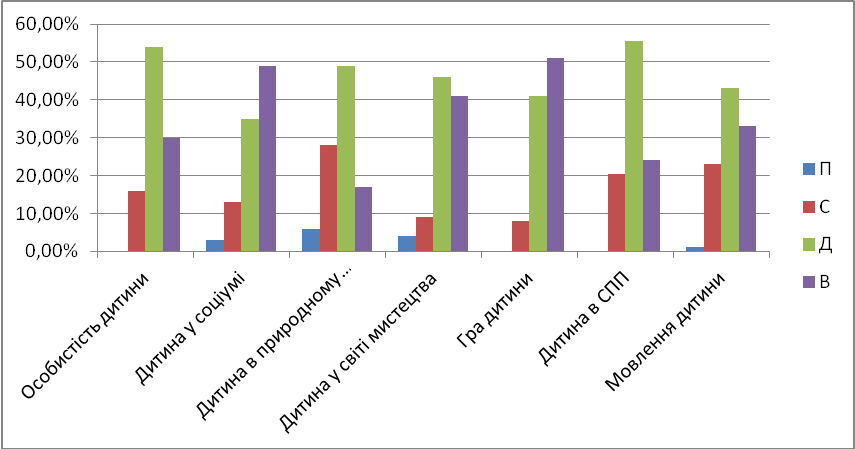 60,00%
50,00%
40,00%
30,00%
20,00%
10,00%
0,00%
Особистість дитини
Дитина у соціумі
Дитина в природному…
Дитина у світі мистецтва
Гра дитини
Дитина в СПП
Мовлення дитини
П
С
Д
В